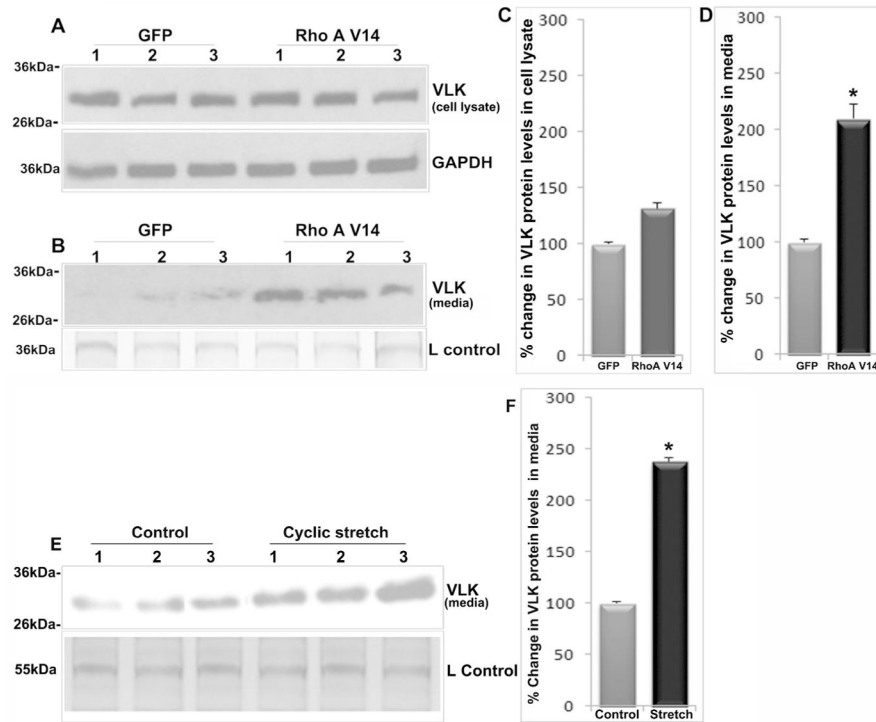 A
GFP Rho A V14
1 2 3 1 2 3
36kDa-
VLK
(cell lysate)
26kDa-
36kDa
GAPDH
B
GFP Rho A V14
1 2 3 1 2 3
36kDa-
VLK
(media)
26kDa-
36kDa
L control
C
% change in VLK protein levels in cell lysate
300
250
200
150
100
50
0
GFP RhoA V14
D
% change in VLK protein levels in media
300
250
200
150
100
50
0
*
GFP RhoA V14
E
Control Cyclic stretch
1 2 3 1 2 3
36kDa-
VLK
(media)
26kDa-
55kDa
L Control
F
% Change in VLK protein levels in media
300
250
200
150
100
50
0
*
Control Stretch